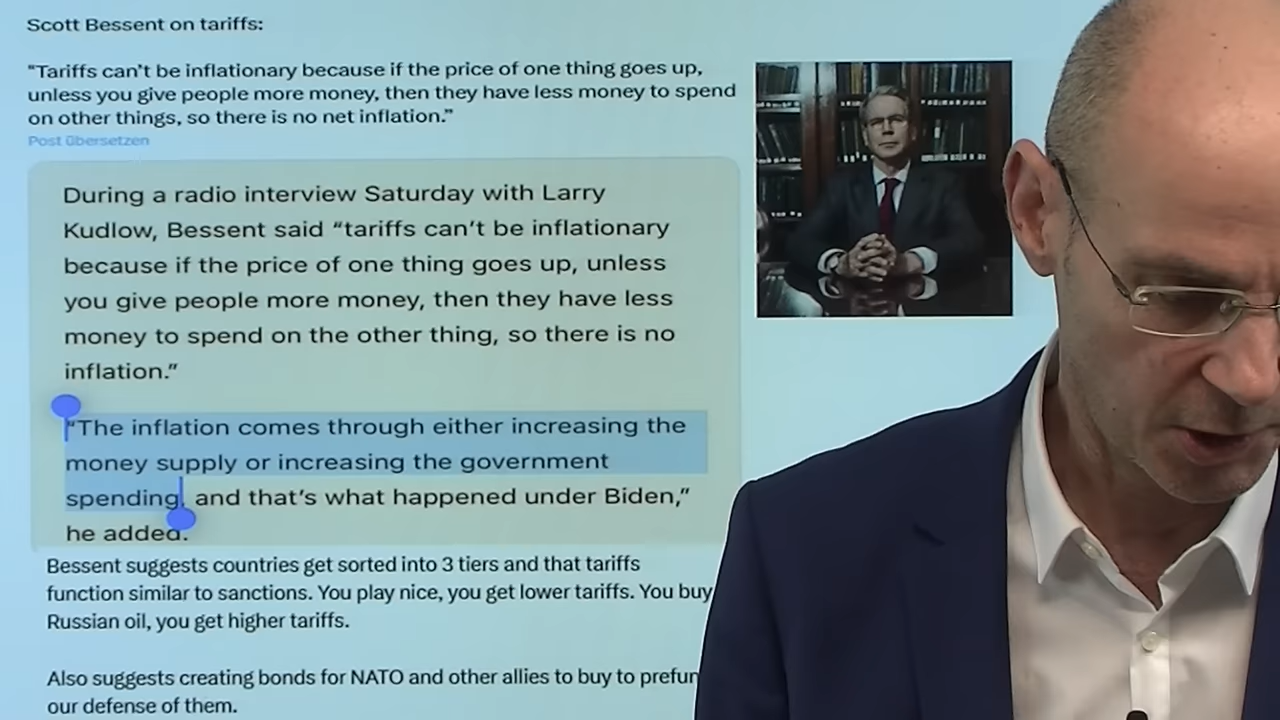 Scott Bessent on tariffs:
“Tariffs can’t be inflationary because if the price of one thing goes up,
unless you give people more money, then they have less money to spend
on other things, so there is no net inflation.”
Post übersetzen
During a radio interview Saturday with Larry
Kudlow, Bessent said “tariffs can’t be inflationary
because if the price of one thing goes up, unless
you give people more money, then they have less
money to spend on the other thing, so there is no
inflation.”
“The inflation comes through either increasing the
money supply or increasing the government
spending, and that’s what happened under Biden,”
he added.
Bessent suggests countries get sorted into 3 tiers and that tariffs
function similar to sanctions. You play nice, you get lower tariffs. You buy
Russian oil, you get higher tariffs.
Also suggests creating bonds for NATO and other allies to buy to prefun
our defense of them.